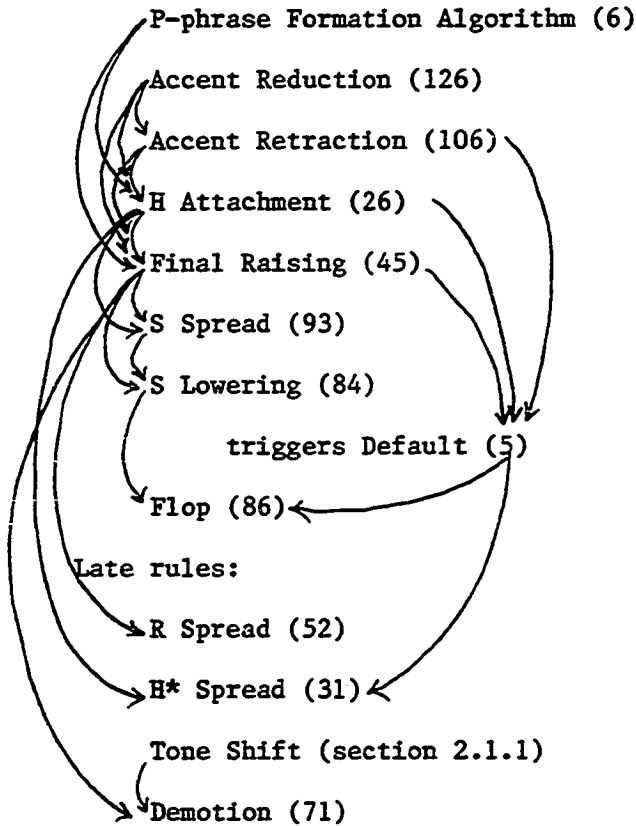 P-phrase Formation Algorithm (6)
Accent Reduction (126)
Accent Retraction (106)
H Attachment (26)
Final Raising (45)
S Spread (93)
S Lowering (84)
triggers Default (5)
Flop (86)
Late rules:
R Spread (52)
H* Spread (31)
Tone Shift (section 2.1.1)
Demotion (71)